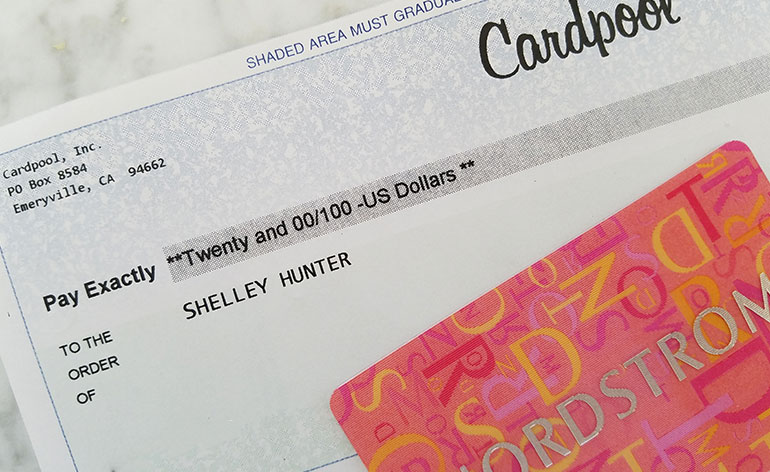 SHADED AREA MUST GRADUAL
Cardpool
Cardpool, Inc.
PO Box 8584
Emeryville, CA 94662
Pay Exactly **Twenty and 00/100 -US Dollars **
TO THE
ORDER
OF
SHELLEY HUNTER
NORDSTROM